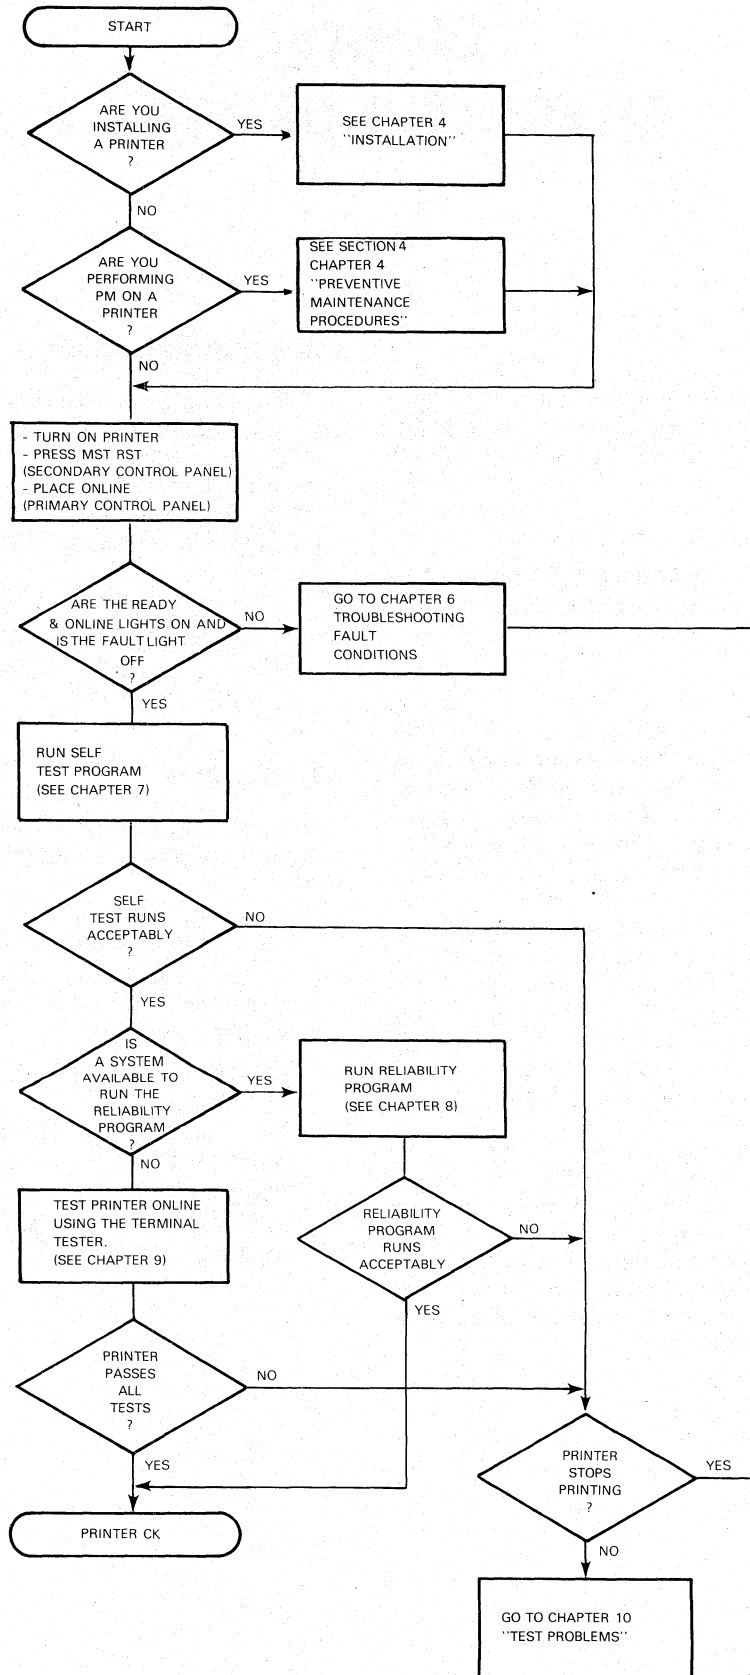 START
ARE YOU
INSTALLING
A PRINTER
?
YES
SEE CHAPTER 4
``INSTALLATION''
NO
ARE YOU
PERFORMING
PM ON A
PRINTER
?
YES
SEE SECTION 4
CHAPTER 4
``PREVENTIVE
MAINTENANCE
PROCEDURES''
NO
- TURN ON PRINTER
- PRESS MST RST
(SECONDARY CONTROL PANEL)
- PLACE ONLINE
(PRIMARY CONTROL PANEL)
ARE THE READY
& ONLINE LIGHTS ON AND
IS THE FAULT LIGHT
OFF
?
NO
GO TO CHAPTER 6
TROUBLESHOOTING
FAULT
CONDITIONS
YES
RUN SELF
TEST PROGRAM
(SEE CHAPTER 7)
SELF
TEST RUNS
ACCEPTABLY
?
NO
YES
IS
A SYSTEM
AVAILABLE TO
RUN THE
RELIABILITY
PROGRAM
?
YES
RUN RELIABILITY
PROGRAM
(SEE CHAPTER 8)
NO
TEST PRINTER ONLINE
USING THE TERMINAL
TESTER.
(SEE CHAPTER 9)
RELIABILITY
PROGRAM
RUNS
ACCEPTABLY
NO
YES
PRINTER
PASSES
ALL
TESTS
?
NO
YES
PRINTER CK
PRINTER
STOPS
PRINTING
?
YES
NO
GO TO CHAPTER 10
``TEST PROBLEMS''